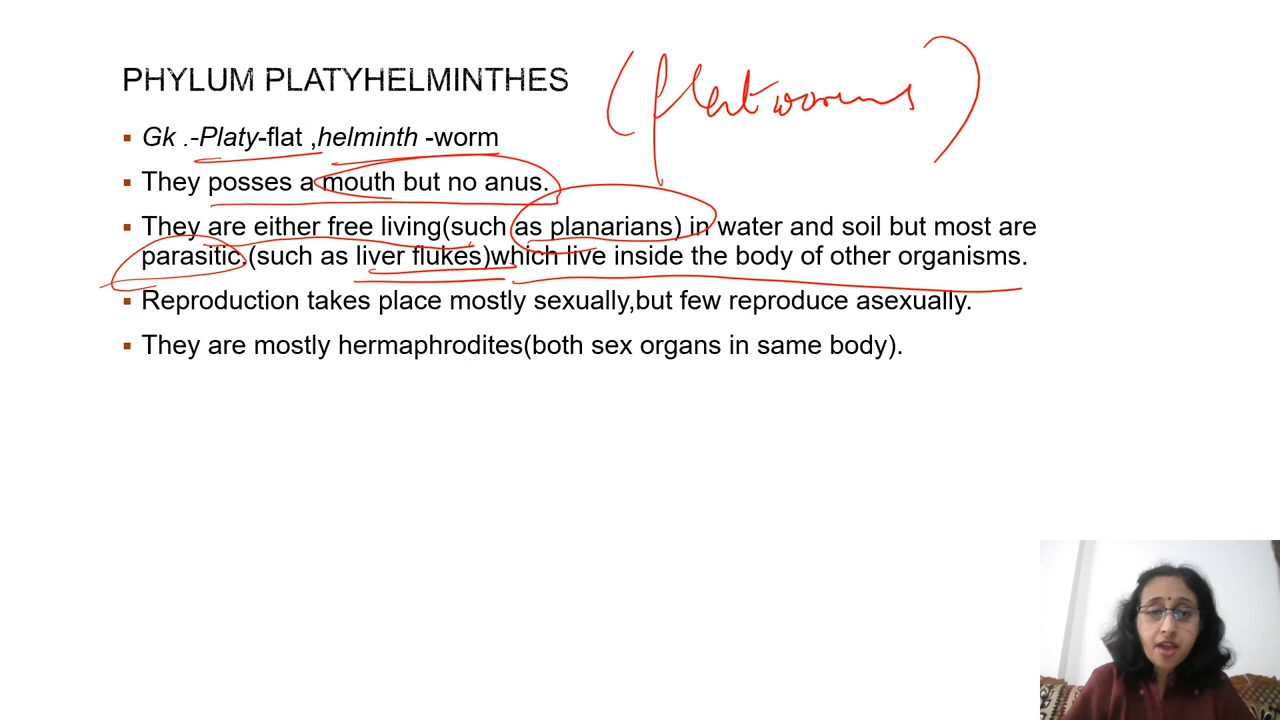 PHYLUM PLATYHELMINTHES (flatworms)
▪ Gk .-Platy-flat ,helminth -worm
▪ They posses a mouth but no anus.
▪ They are either free living(such as planarians) in water and soil but most are
parasitic.(such as liver flukes)which live inside the body of other organisms.
▪ Reproduction takes place mostly sexually,but few reproduce asexually.
▪ They are mostly hermaphrodites(both sex organs in same body).